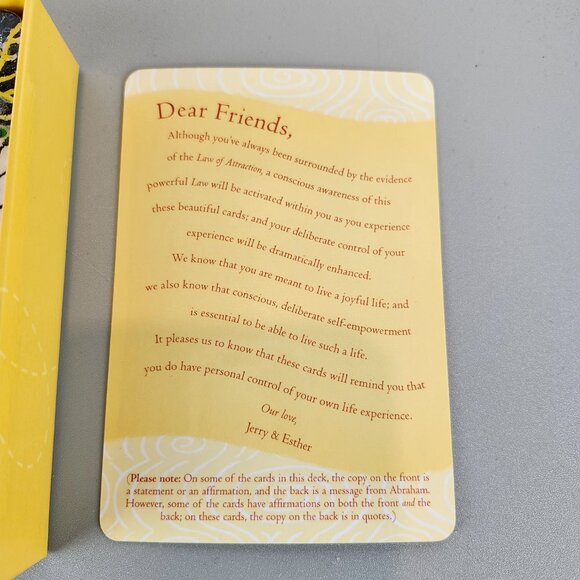 Dear Friends,
Although you've always been surrounded by the evidence
of the Law of Attraction, a conscious awareness of this
powerful Law will be activated within you as you experience
these beautiful cards; and your deliberate control of your
experience will be dramatically enhanced.
We know that you are meant to live a joyful life; and
we also know that conscious, deliberate self-empowerment
is essential to be able to live such a life.
It pleases us to know that these cards will remind you that
you do have personal control of your own life experience.
Our love,
Jerry & Esther
(Please note: On some of the cards in this deck, the copy on the front is
a statement or an affirmation, and the back is a message from Abraham.
However, some of the cards have affirmations on both the front and the
back; on these cards, the copy on the back is in quotes.)